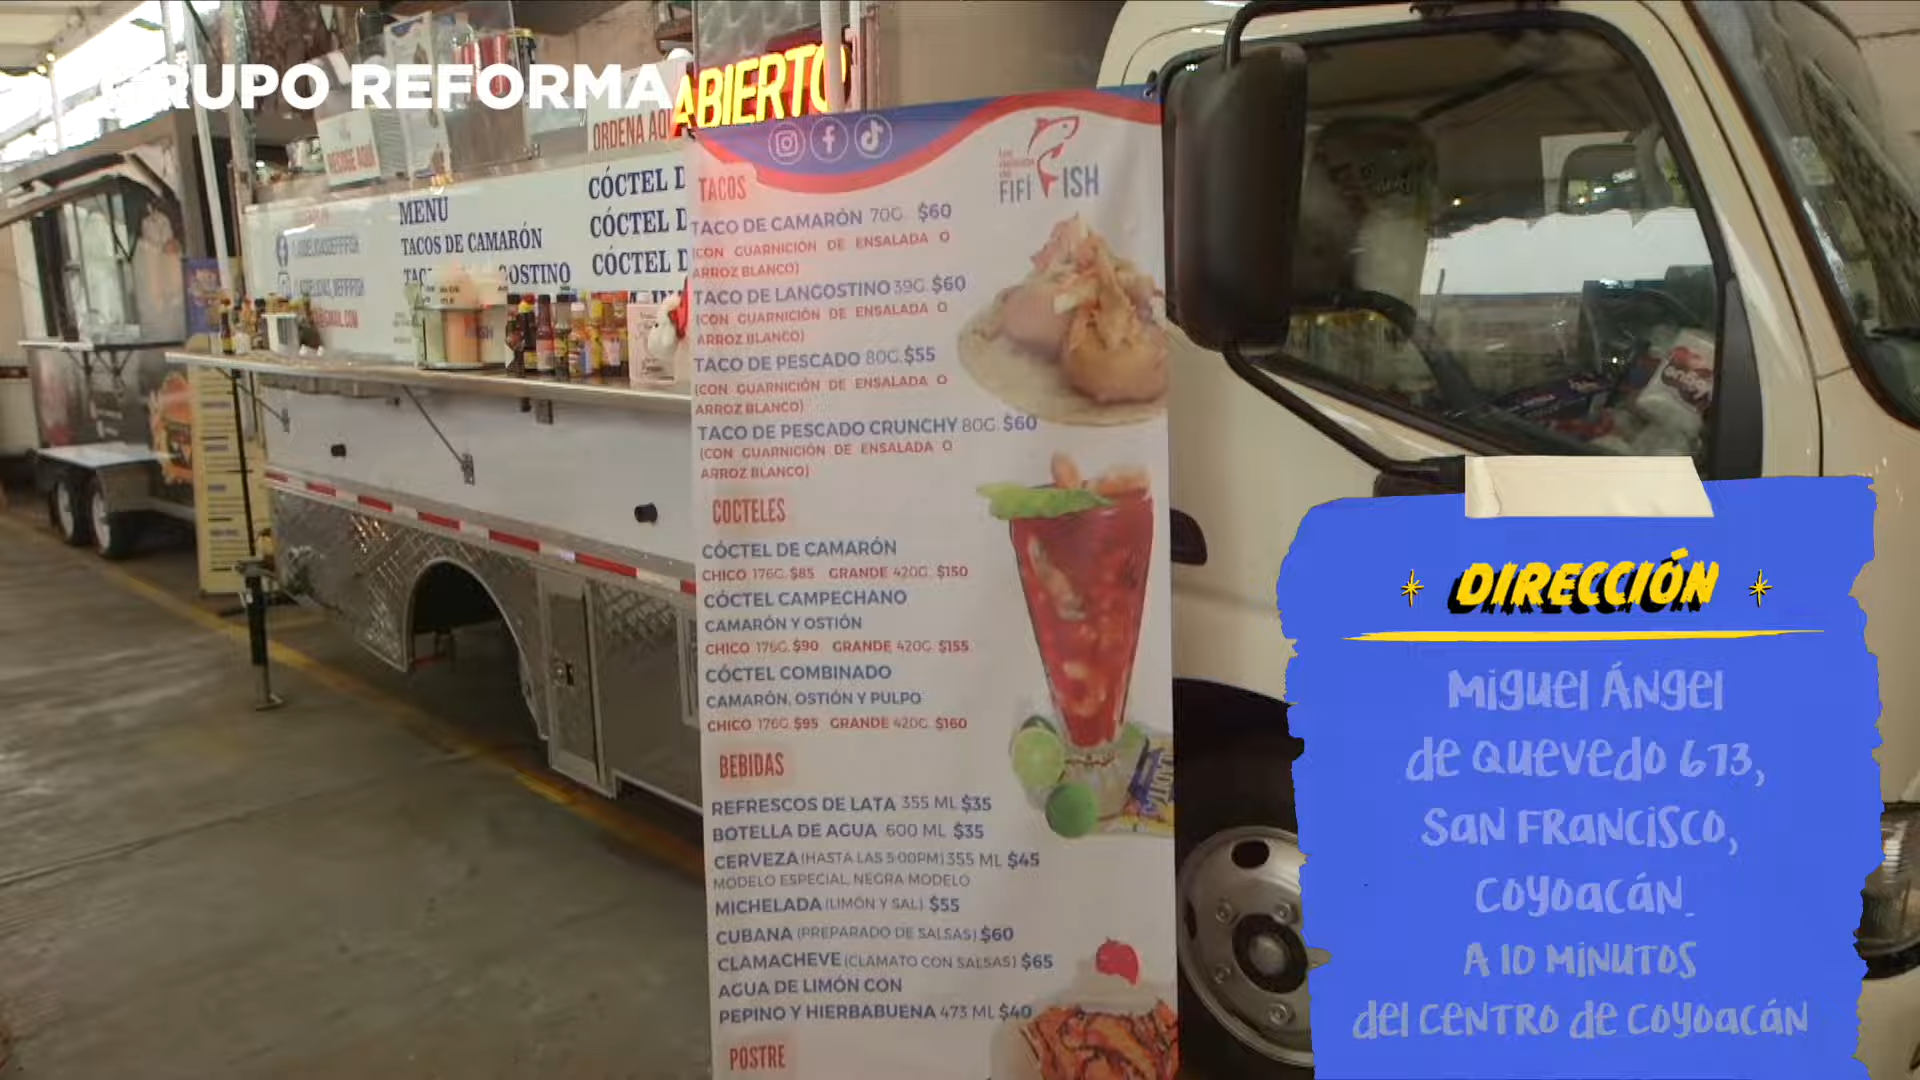 GRUPO REFORMA
ABIERTO
ORDENA AQUÍ
RECOGE AQUÍ
MENU
TACOS DE CAMARÓN
CÓCTEL D
CÓCTEL D
CÓCTEL D
FIFÍ FISH
TACOS
TACO DE CAMARÓN 70G. $60
(CON GUARNICIÓN DE ENSALADA O
ARROZ BLANCO)
TACO DE LANGOSTINO 39G. $60
(CON GUARNICIÓN DE ENSALADA O
ARROZ BLANCO)
TACO DE PESCADO 80G. $55
(CON GUARNICIÓN DE ENSALADA O
ARROZ BLANCO)
TACO DE PESCADO CRUNCHY 80G. $60
(CON GUARNICIÓN DE ENSALADA O
ARROZ BLANCO)
COCTELES
CÓCTEL DE CAMARÓN
CHICO 176G. $85 GRANDE 420G. $150
CÓCTEL CAMPECHANO
CAMARÓN Y OSTIÓN
CHICO 176G. $90 GRANDE 420G. $155
CÓCTEL COMBINADO
CAMARÓN, OSTIÓN Y PULPO
CHICO 176G. $95 GRANDE 420G. $160
BEBIDAS
REFRESCOS DE LATA 355 ML $35
BOTELLA DE AGUA 600 ML $35
CERVEZA (HASTA LAS 5:00PM) 355 ML $45
MODELO ESPECIAL, NEGRA MODELO
MICHELADA (LIMÓN Y SAL) $55
CUBANA (PREPARADO DE SALSAS) $60
CLAMACHEVE (CLAMATO CON SALSAS) $65
AGUA DE LIMÓN CON
PEPINO Y HIERBABUENA 473 ML $40
POSTRE
DIRECCIÓN
Miguel Ángel
de Quevedo 673,
San Francisco,
Coyoacán.
A 10 minutos
del centro de Coyoacán